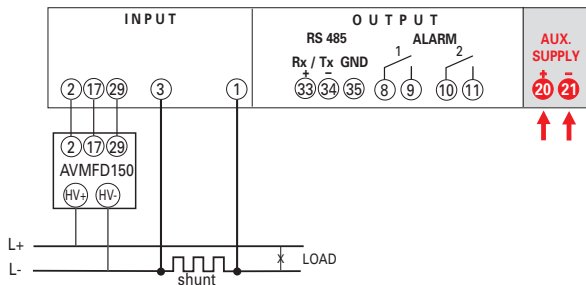 INPUT
OUTPUT
RS 485
ALARM
AUX.
SUPPLY
Rx / Tx GND
1
2
+ −
+ −
2 17 29 3 1
33 34 35 8 9 10 11
20 21
2 17 29
AVMFD150
HV+ HV-
L+
X LOAD
L-
shunt